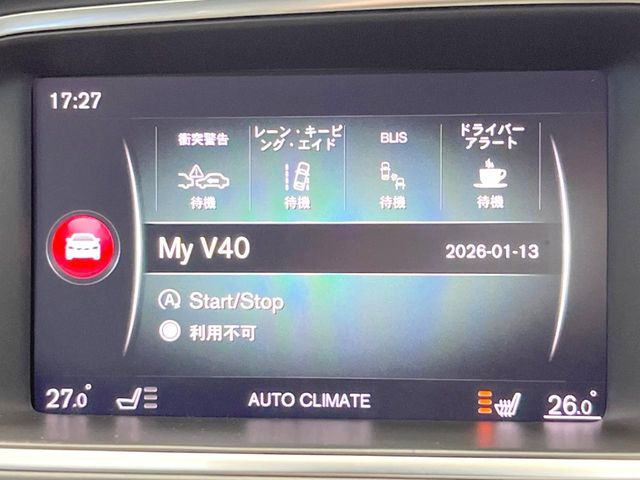 17:27
衝突警告
レーン・キーピ
ング・エイド
BLIS
ドライバー
アラート
待機
待機
待機
待機
My V40
2026-01-13
Start/Stop
利用不可
27.0°
AUTO CLIMATE
26.0°